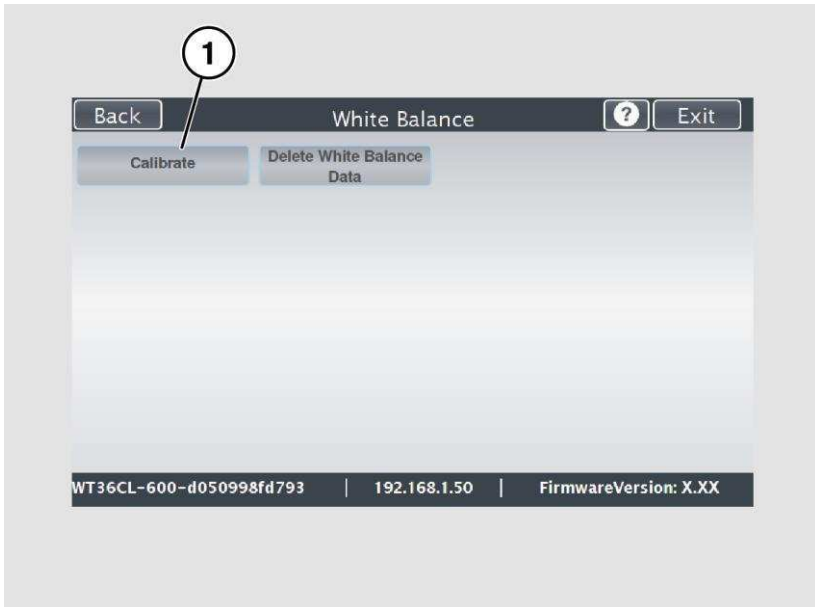 1
Back White Balance ? Exit
Calibrate Delete White Balance
Data
WT36CL-600-d050998fd793 | 192.168.1.50 | FirmwareVersion: X.XX